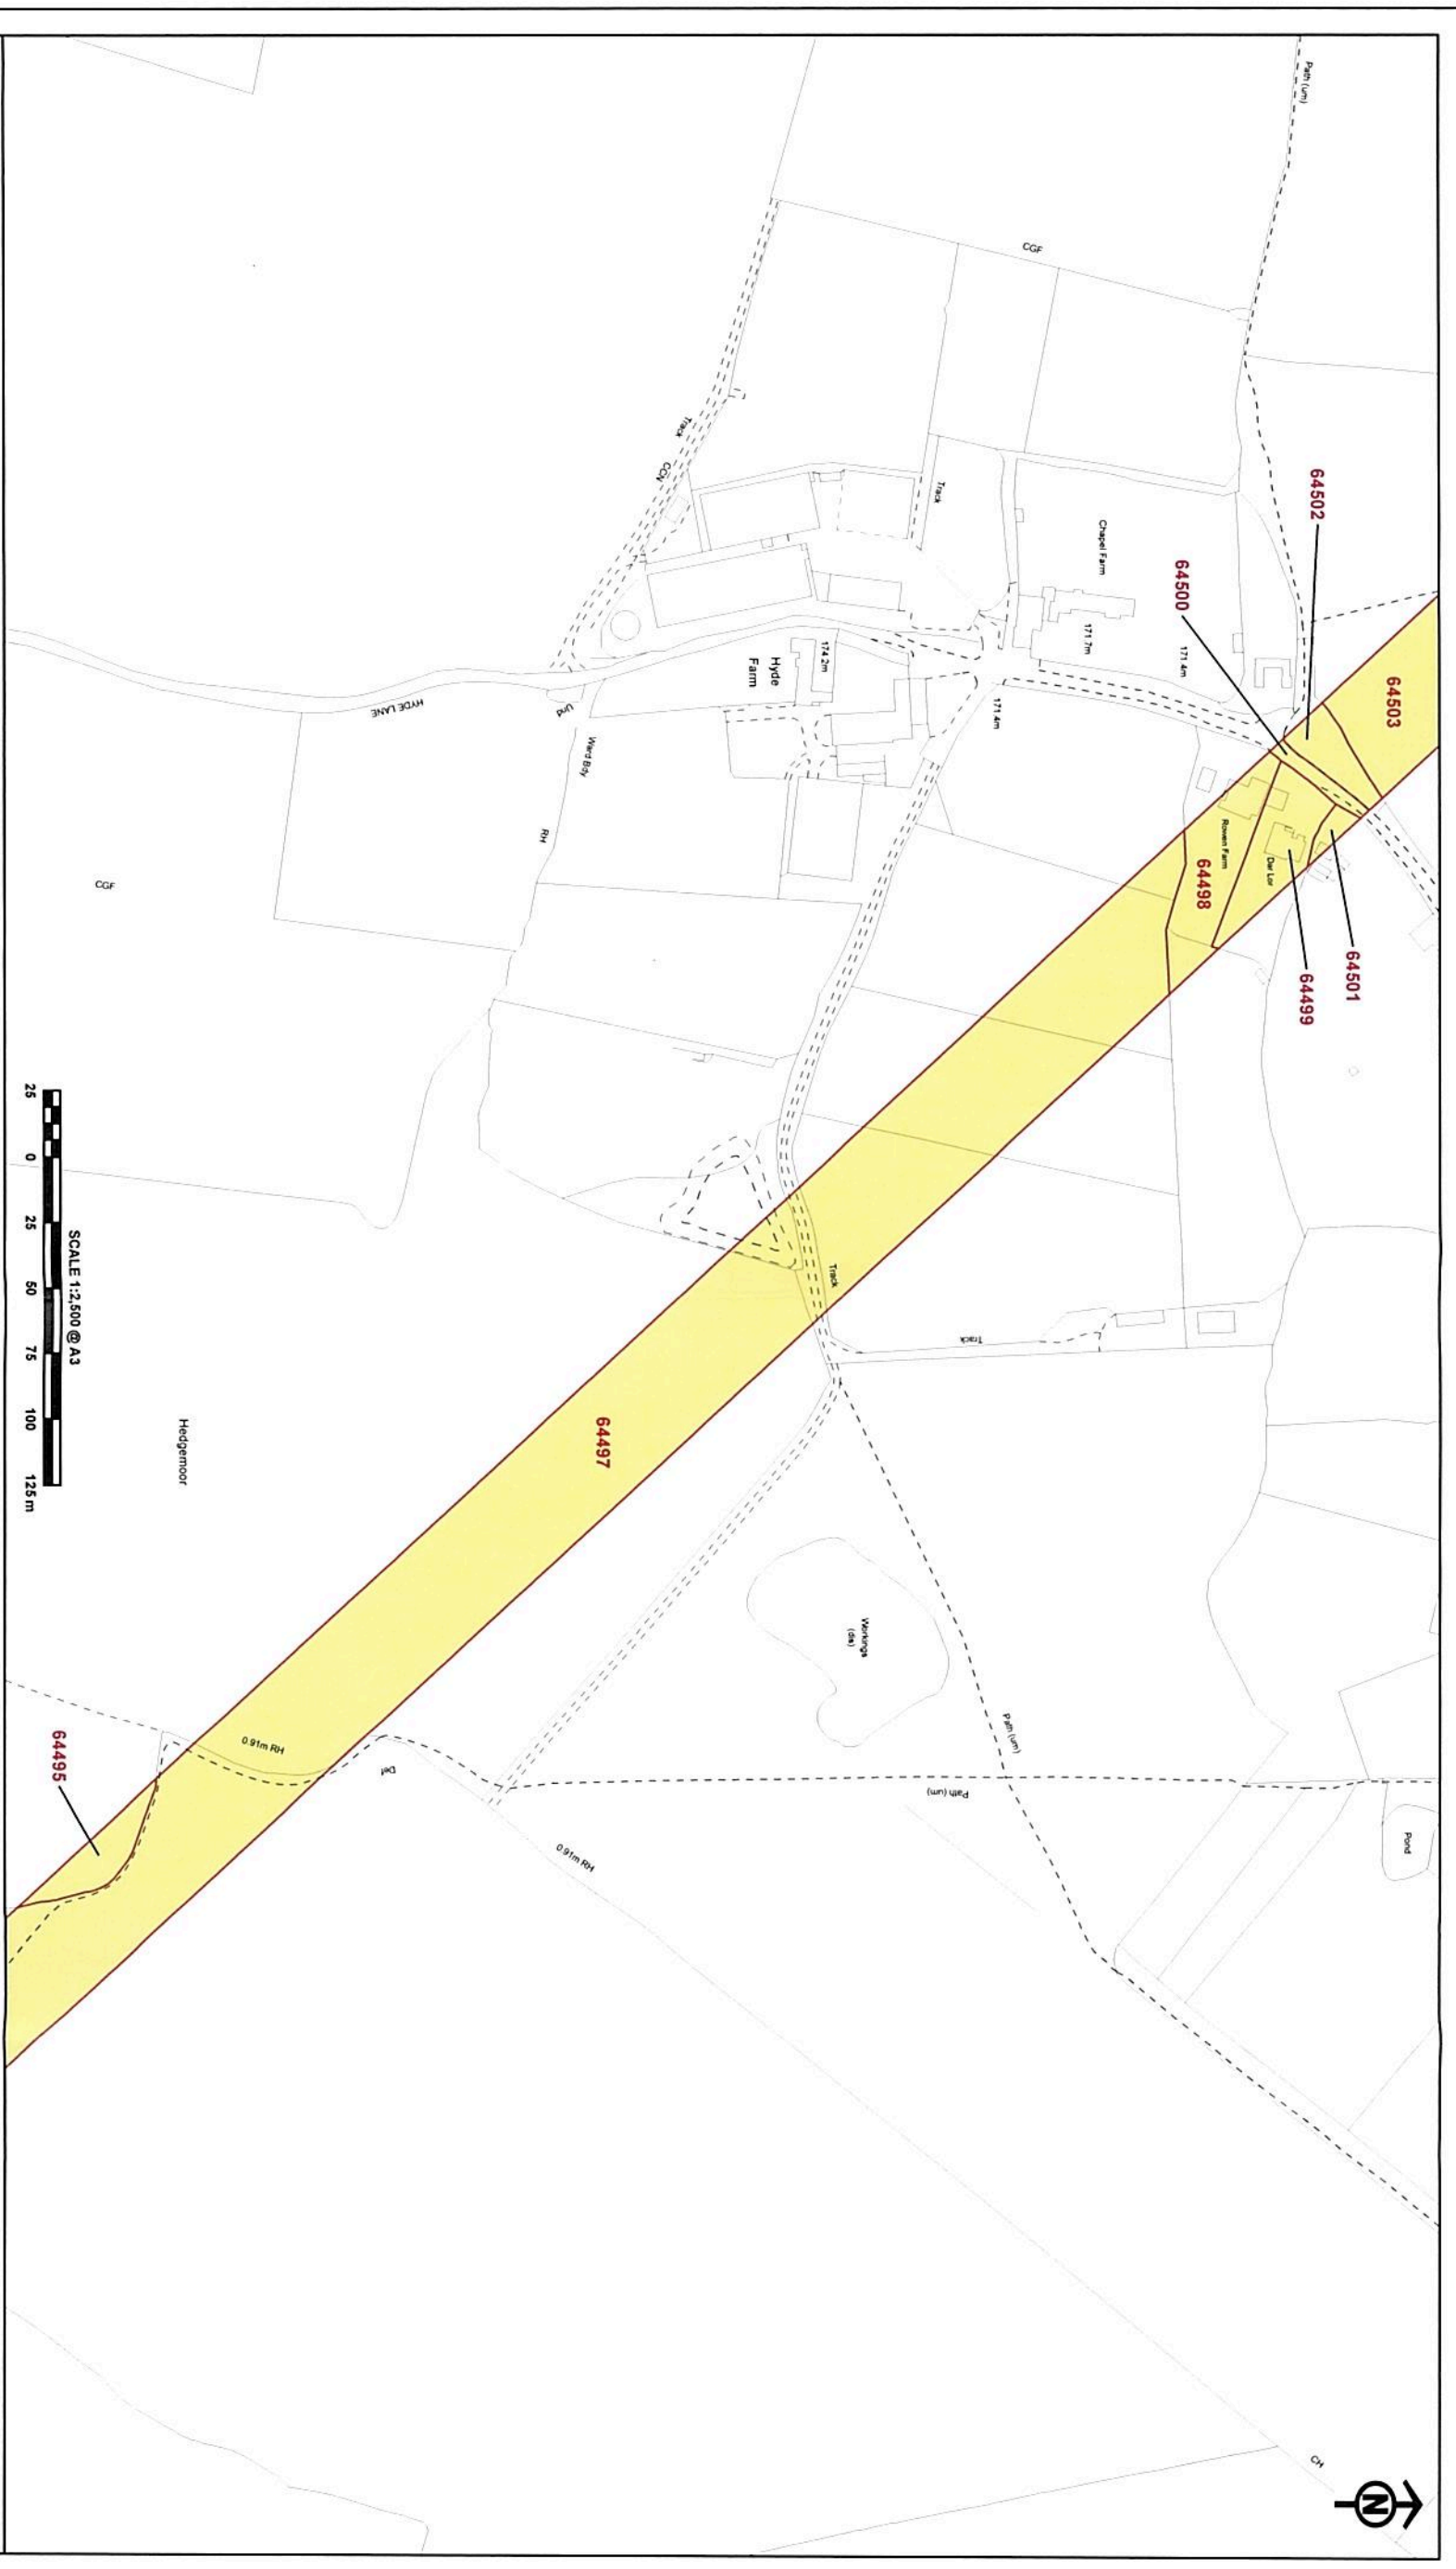 Path (um)
CGF
64502
64503
64500
Chapel Farm
171.7m
171.4m
Track
Track
CCN
174.2m
Hyde
Farm
171.4m
HYDE LANE
Und
Ward Bdy
RH
CGF
Rowen Farm
Dar Lor
64498
64501
64499
Track
Track
64497
Hedgemoor
Workings
(dis)
Path (um)
Path (um)
Pond
0.91m RH
Def
0.91m RH
64495
CH
N
SCALE 1:2,500 @ A3
25 0 25 50 75 100 125 m